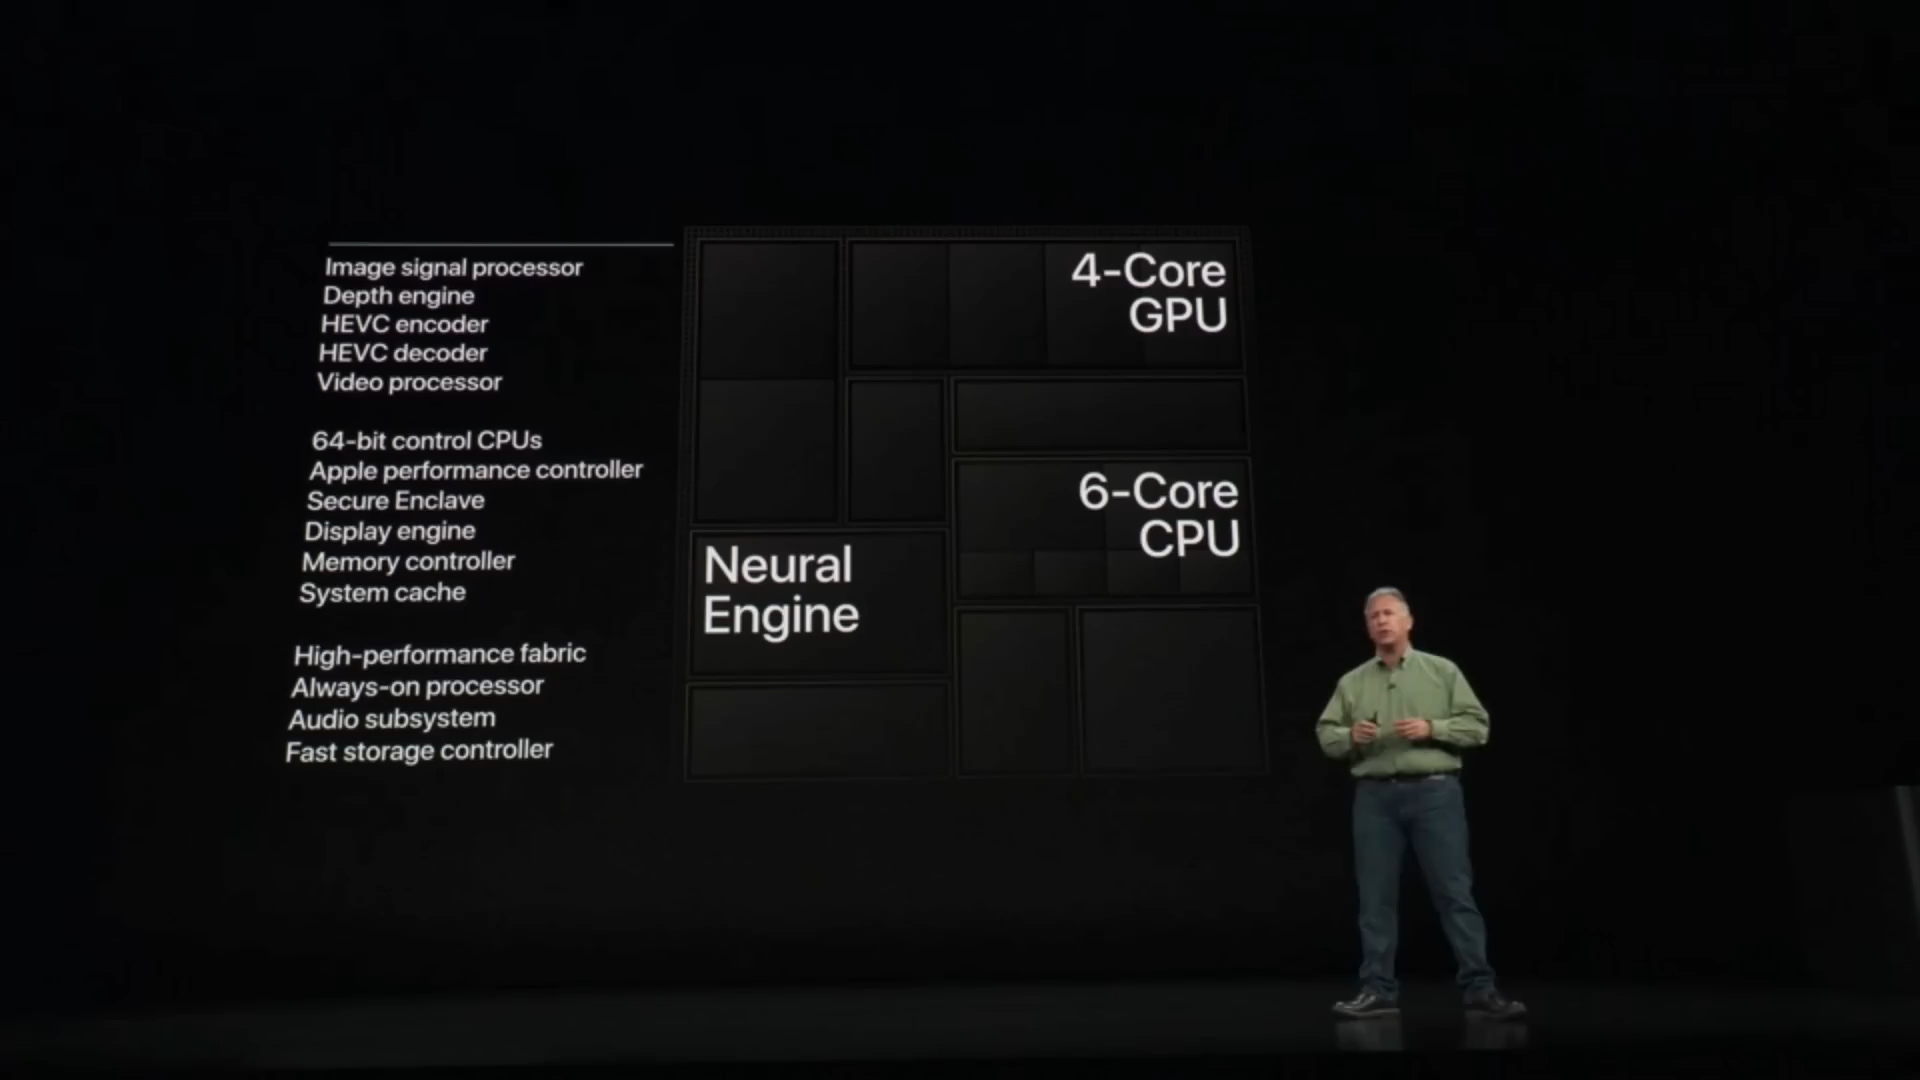 Image signal processor
Depth engine
HEVC encoder
HEVC decoder
Video processor
64-bit control CPUs
Apple performance controller
Secure Enclave
Display engine
Memory controller
System cache
High-performance fabric
Always-on processor
Audio subsystem
Fast storage controller
4-Core
GPU
6-Core
CPU
Neural
Engine